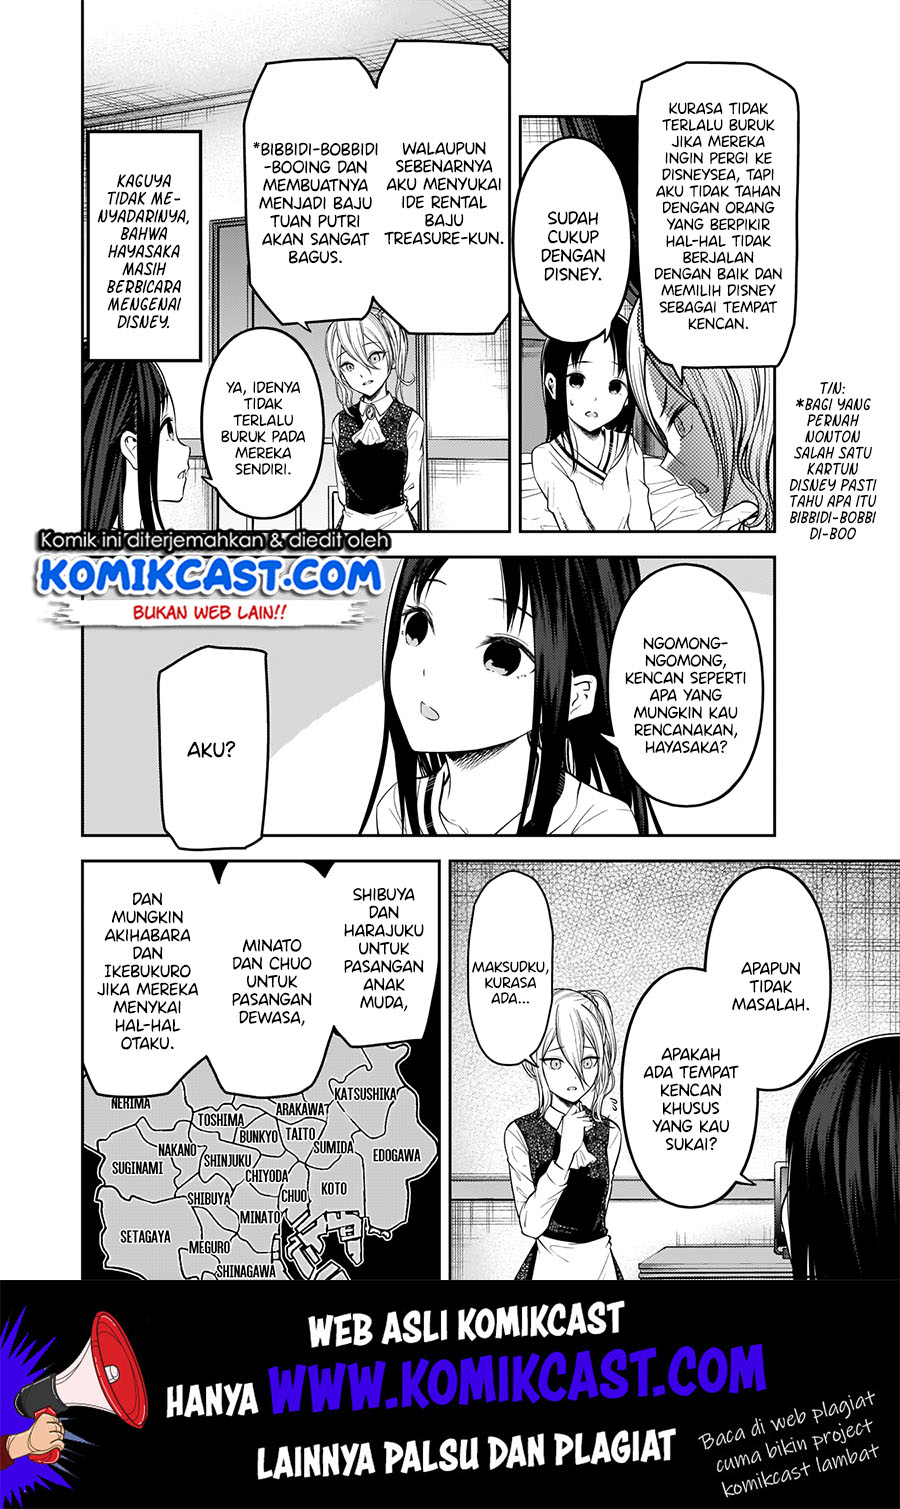 KURASA TIDAK
TERLALU BURUK
JIKA MEREKA
INGIN PERGI KE
DISNEYSEA, TAPI
AKU TIDAK TAHAN
DENGAN ORANG
YANG BERPIKIR
HAL-HAL TIDAK
BERJALAN
DENGAN BAIK DAN
MEMILIH DISNEY
SEBAGAI TEMPAT
KENCAN.
SUDAH
CUKUP
DENGAN
DISNEY.
T/N:
*BAGI YANG
PERNAH
NONTON
SALAH SATU
KARTUN
DISNEY PASTI
TAHU APA ITU
BIBBIDI-BOBBI
DI-BOO
WALAUPUN
SEBENARNYA
AKU MENYUKAI
IDE RENTAL
BAJU
TREASURE-KUN.
*BIBBIDI-BOBBIDI
-BOOING DAN
MEMBUATNYA
MENJADI BAJU
TUAN PUTRI
AKAN SANGAT
BAGUS.
YA, IDENYA
TIDAK
TERLALU
BURUK PADA
MEREKA
SENDIRI.
KAGUYA
TIDAK ME-
NYADARINYA,
BAHWA
HAYASAKA
MASIH
BERBICARA
MENGENAI
DISNEY.
Komik ini diterjemahkan & diedit oleh
KOMIKCAST.COM
BUKAN WEB LAIN!!
NGOMONG-
NGOMONG,
KENCAN SEPERTI
APA YANG
MUNGKIN KAU
RENCANAKAN,
HAYASAKA?
AKU?
APAPUN
TIDAK
MASALAH.
APAKAH
ADA TEMPAT
KENCAN
KHUSUS
YANG KAU
SUKAI?
MAKSUDKU,
KURASA
ADA...
SHIBUYA
DAN
HARAJUKU
UNTUK
PASANGAN
ANAK
MUDA,
MINATO
DAN CHUO
UNTUK
PASANGAN
DEWASA,
DAN
MUNGKIN
AKIHABARA
DAN
IKEBUKURO
JIKA MEREKA
MENYKAI
HAL-HAL
OTAKU.
NERIMA
TOSHIMA
ARAKAWA
KATSUSHIKA
BUNKYO
TAITO
SUMIDA
EDOGAWA
NAKANO
SUGINAMI
SHINJUKU
CHIYODA
SHIBUYA
CHUO
KOTO
MINATO
SETAGAYA
MEGURO
SHINAGAWA
WEB ASLI KOMIKCAST
HANYA WWW.KOMIKCAST.COM
LAINNYA PALSU DAN PLAGIAT
Baca di web plagiat
cuma bikin project
komikcast lambat